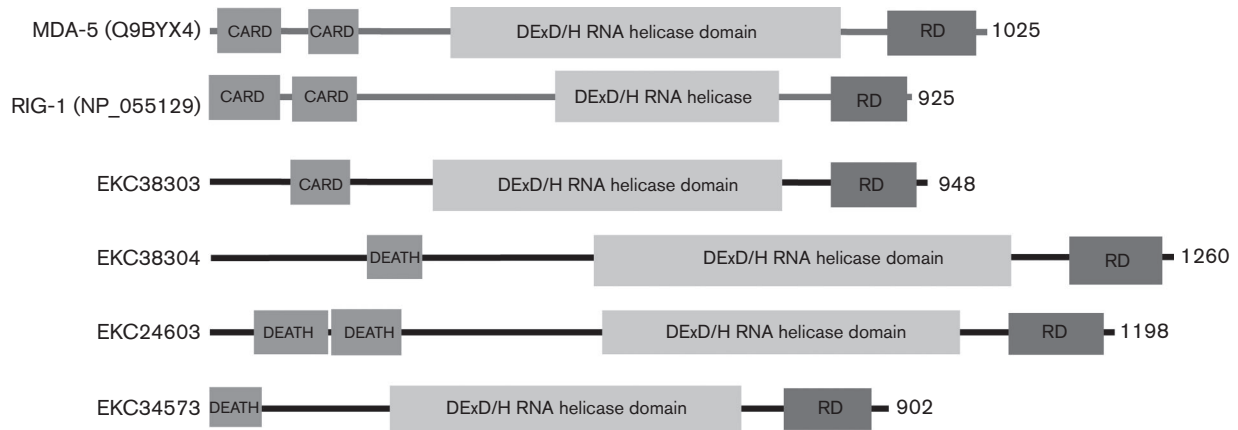 MDA-5 (Q9BYX4) CARD CARD DExD/H RNA helicase domain RD 1025
RIG-1 (NP_055129) CARD CARD DExD/H RNA helicase RD 925
EKC38303 CARD DExD/H RNA helicase domain RD 948
EKC38304 DEATH DExD/H RNA helicase domain RD 1260
EKC24603 DEATH DEATH DExD/H RNA helicase domain RD 1198
EKC34573 DEATH DExD/H RNA helicase domain RD 902